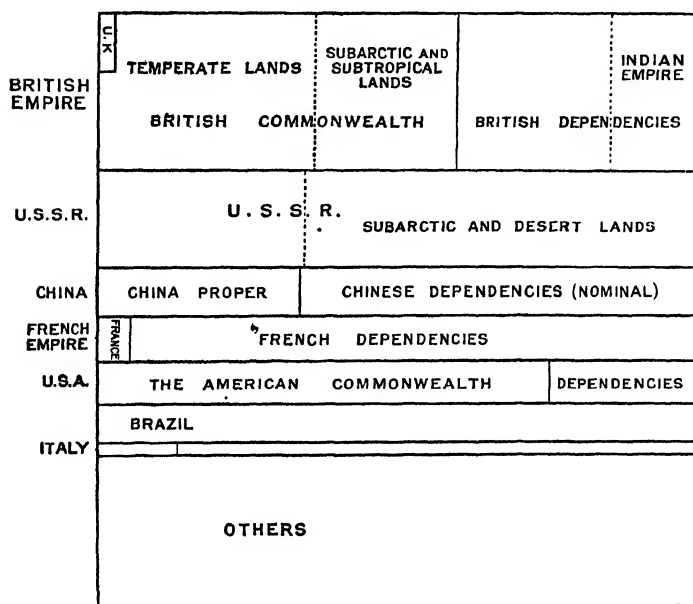 BRITISH
EMPIRE
U.K
TEMPERATE LANDS
SUBARCTIC AND
SUBTROPICAL
LANDS
INDIAN
EMPIRE
BRITISH COMMONWEALTH
BRITISH DEPENDENCIES
U.S.S.R.
U.S.S.R.
SUBARCTIC AND DESERT LANDS
CHINA
CHINA PROPER
CHINESE DEPENDENCIES (NOMINAL)
FRENCH
EMPIRE
FRANCE
FRENCH DEPENDENCIES
U.S.A.
THE AMERICAN COMMONWEALTH
DEPENDENCIES
BRAZIL
ITALY
OTHERS